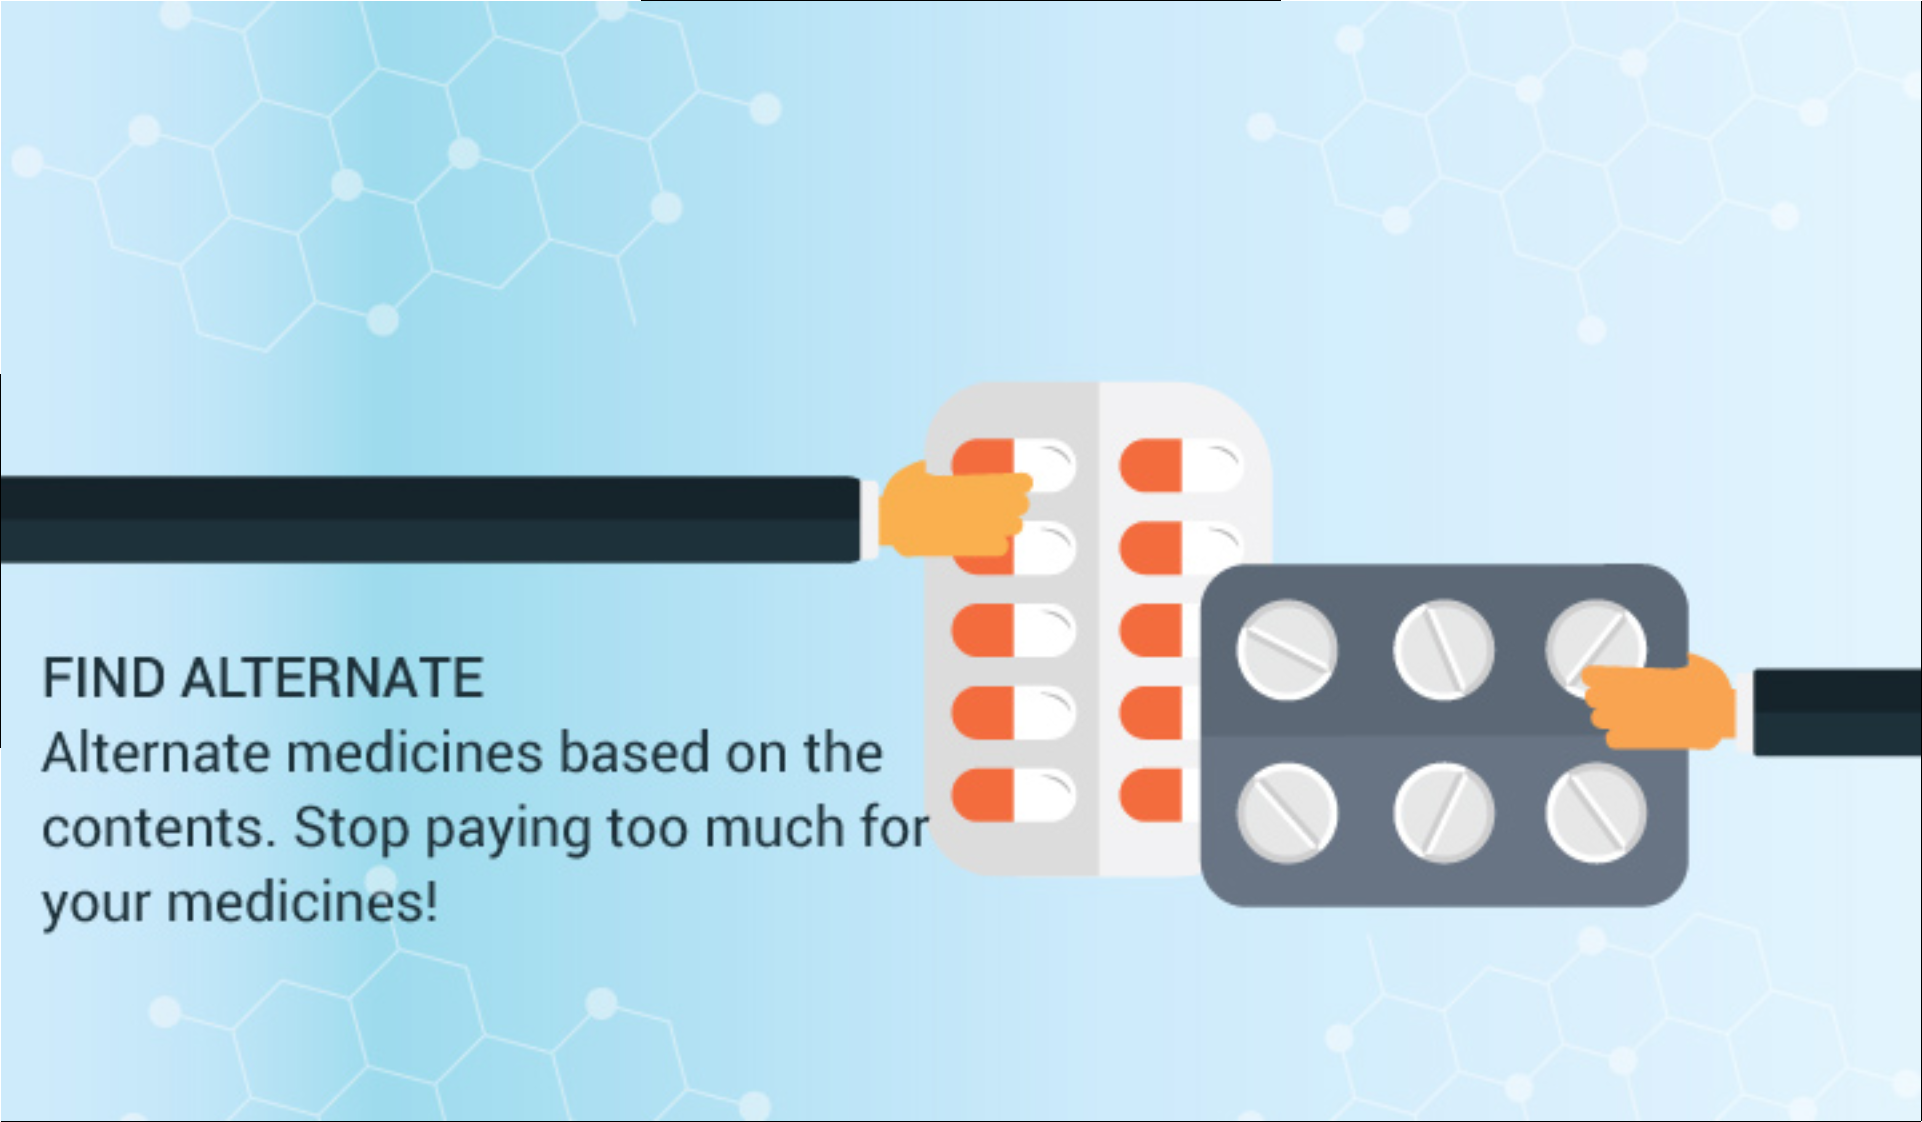 FIND ALTERNATE
Alternate medicines based on the
contents. Stop paying too much for
your medicines!